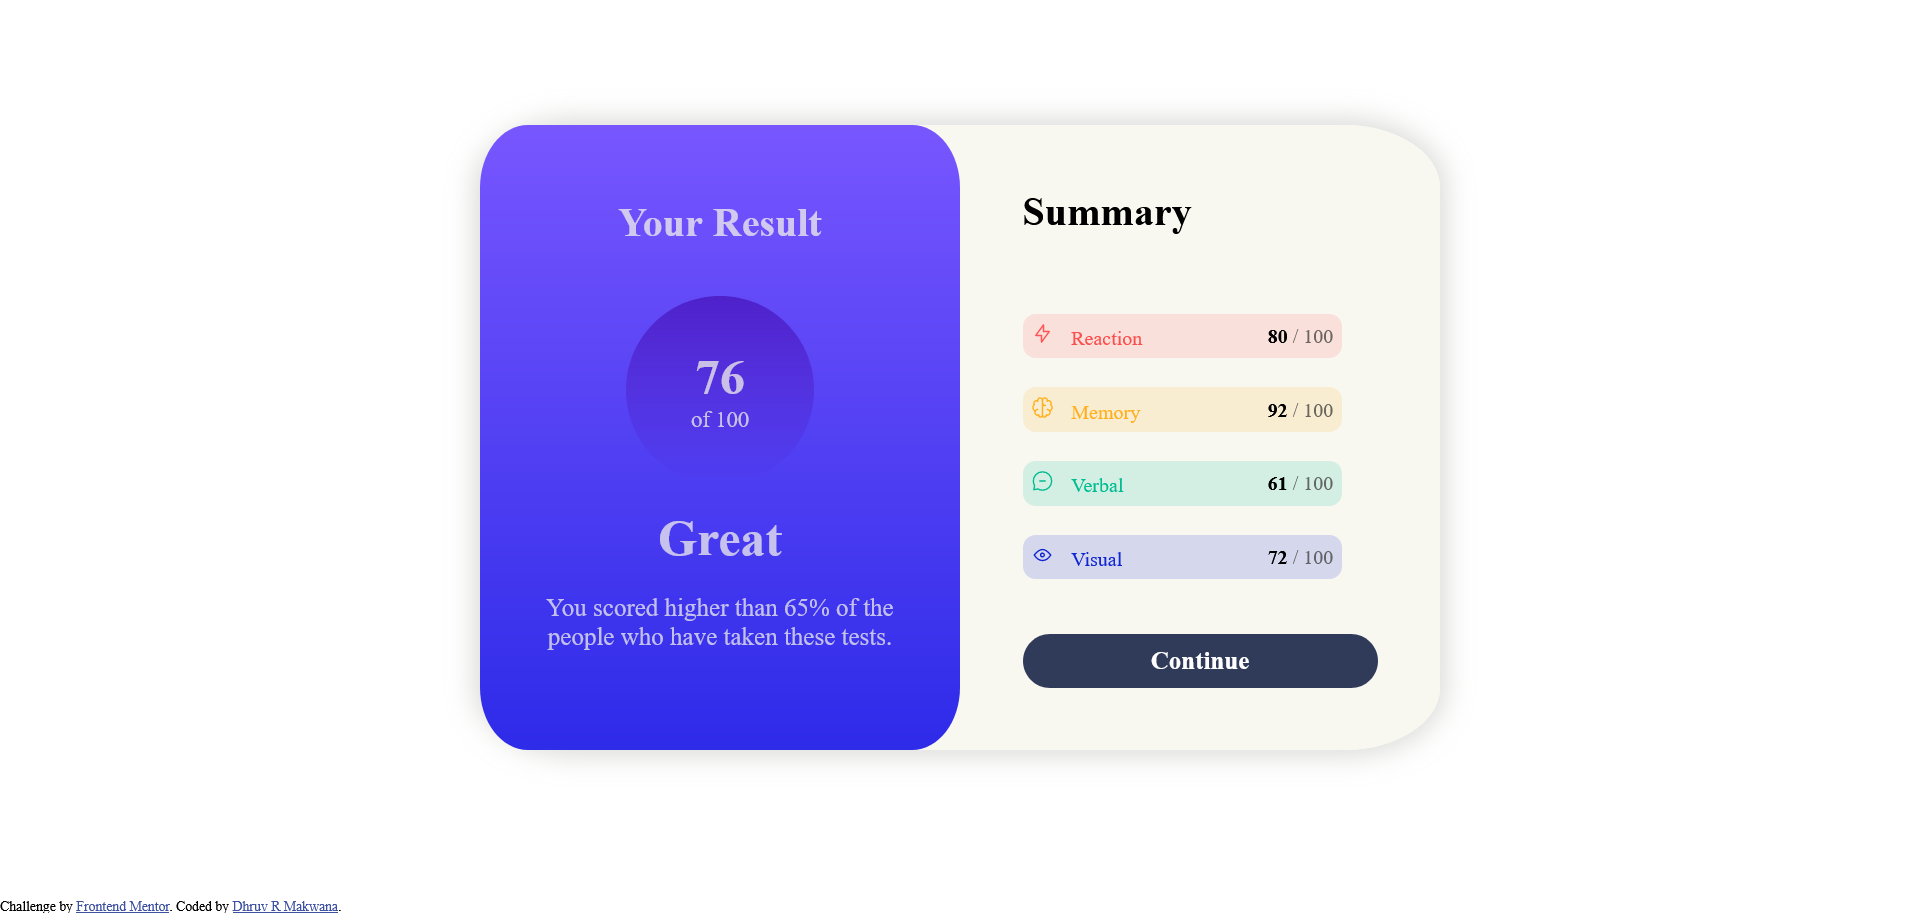 Your Result
76
of 100
Great
You scored higher than 65% of the
people who have taken these tests.
Summary
Reaction 80 / 100
Memory 92 / 100
Verbal 61 / 100
Visual 72 / 100
Continue
Challenge by Frontend Mentor. Coded by Dhruv R Makwana.